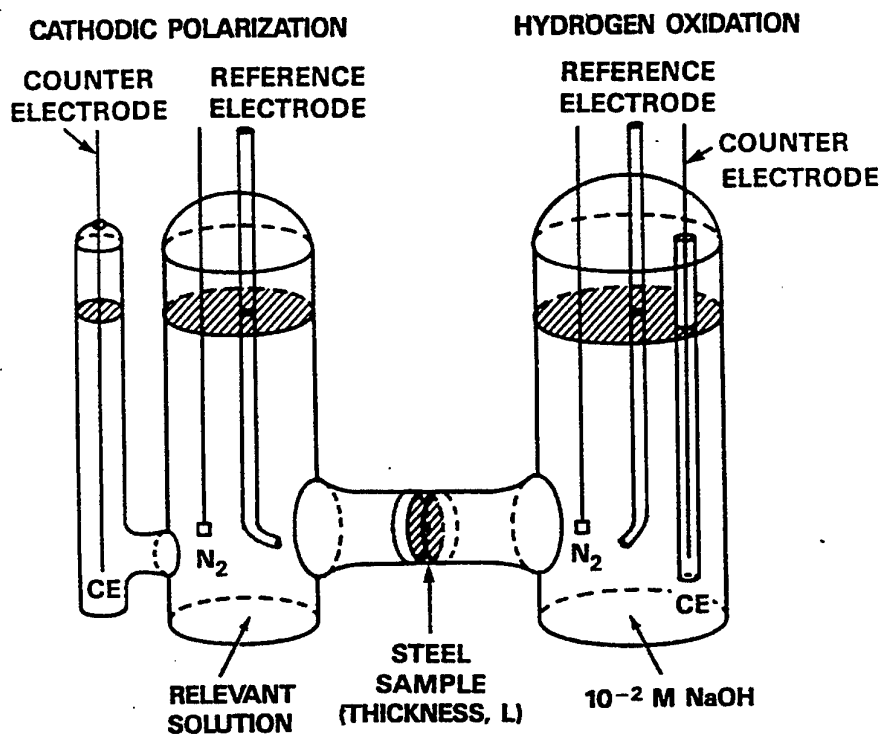 CATHODIC POLARIZATION
HYDROGEN OXIDATION
COUNTER
ELECTRODE
REFERENCE
ELECTRODE
REFERENCE
ELECTRODE
COUNTER
ELECTRODE
CE
N2
N2
CE
RELEVANT
SOLUTION
STEEL
SAMPLE
(THICKNESS, L)
10⁻² M NaOH